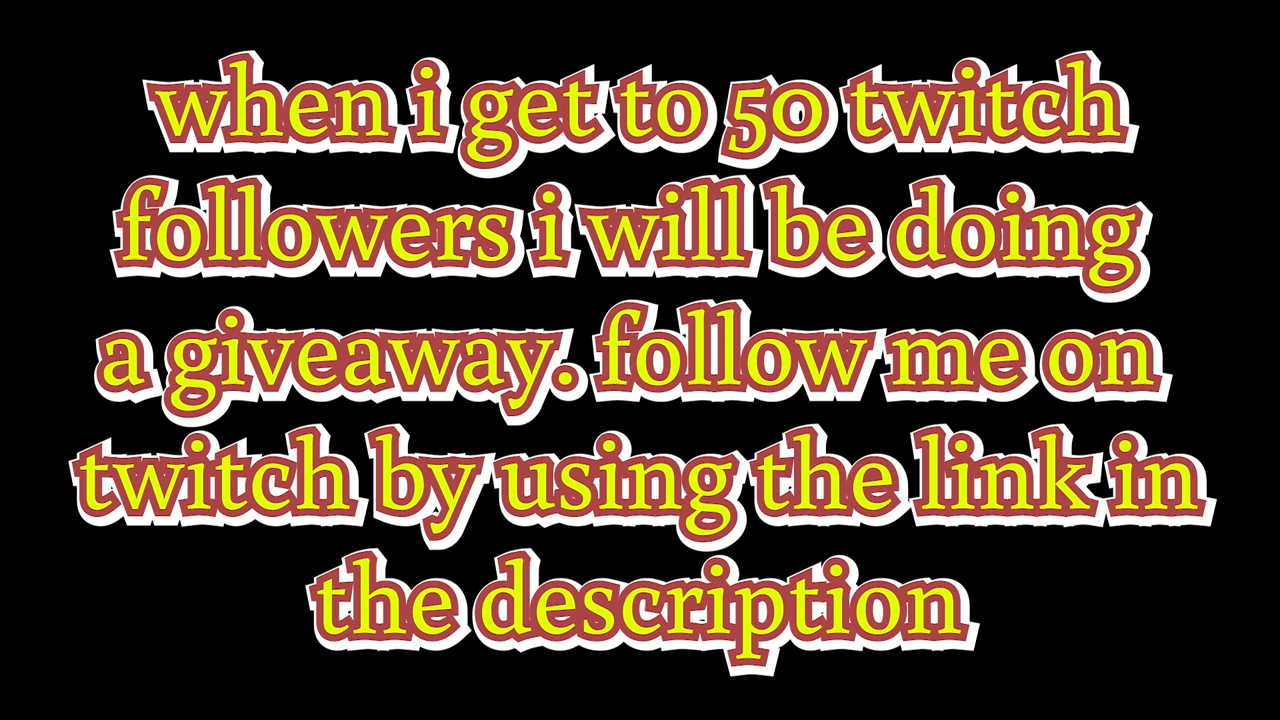 when i get to 50 twitch
followers i will be doing
a giveaway. follow me on
twitch by using the link in
the description